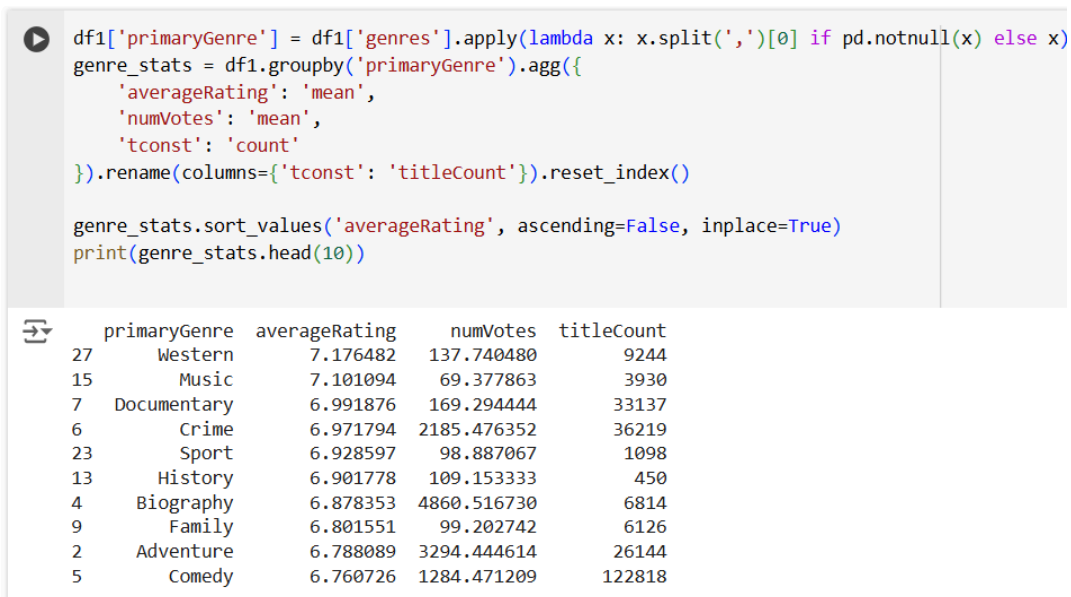 df1['primaryGenre'] = df1['genres'].apply(lambda x: x.split(',')[0] if pd.notnull(x) else x)
genre_stats = df1.groupby('primaryGenre').agg({
    'averageRating': 'mean',
    'numVotes': 'mean',
    'tconst': 'count'
}).rename(columns={'tconst': 'titleCount'}).reset_index()

genre_stats.sort_values('averageRating', ascending=False, inplace=True)
print(genre_stats.head(10))

   primaryGenre  averageRating     numVotes  titleCount
27      Western       7.176482   137.740480        9244
15        Music       7.101094    69.377863        3930
7   Documentary       6.991876   169.294444       33137
6         Crime       6.971794  2185.476352       36219
23        Sport       6.928597    98.887067        1098
13      History       6.901778   109.153333         450
4     Biography       6.878353  4860.516730        6814
9        Family       6.801551    99.202742        6126
2     Adventure       6.788089  3294.444614       26144
5        Comedy       6.760726  1284.471209      122818